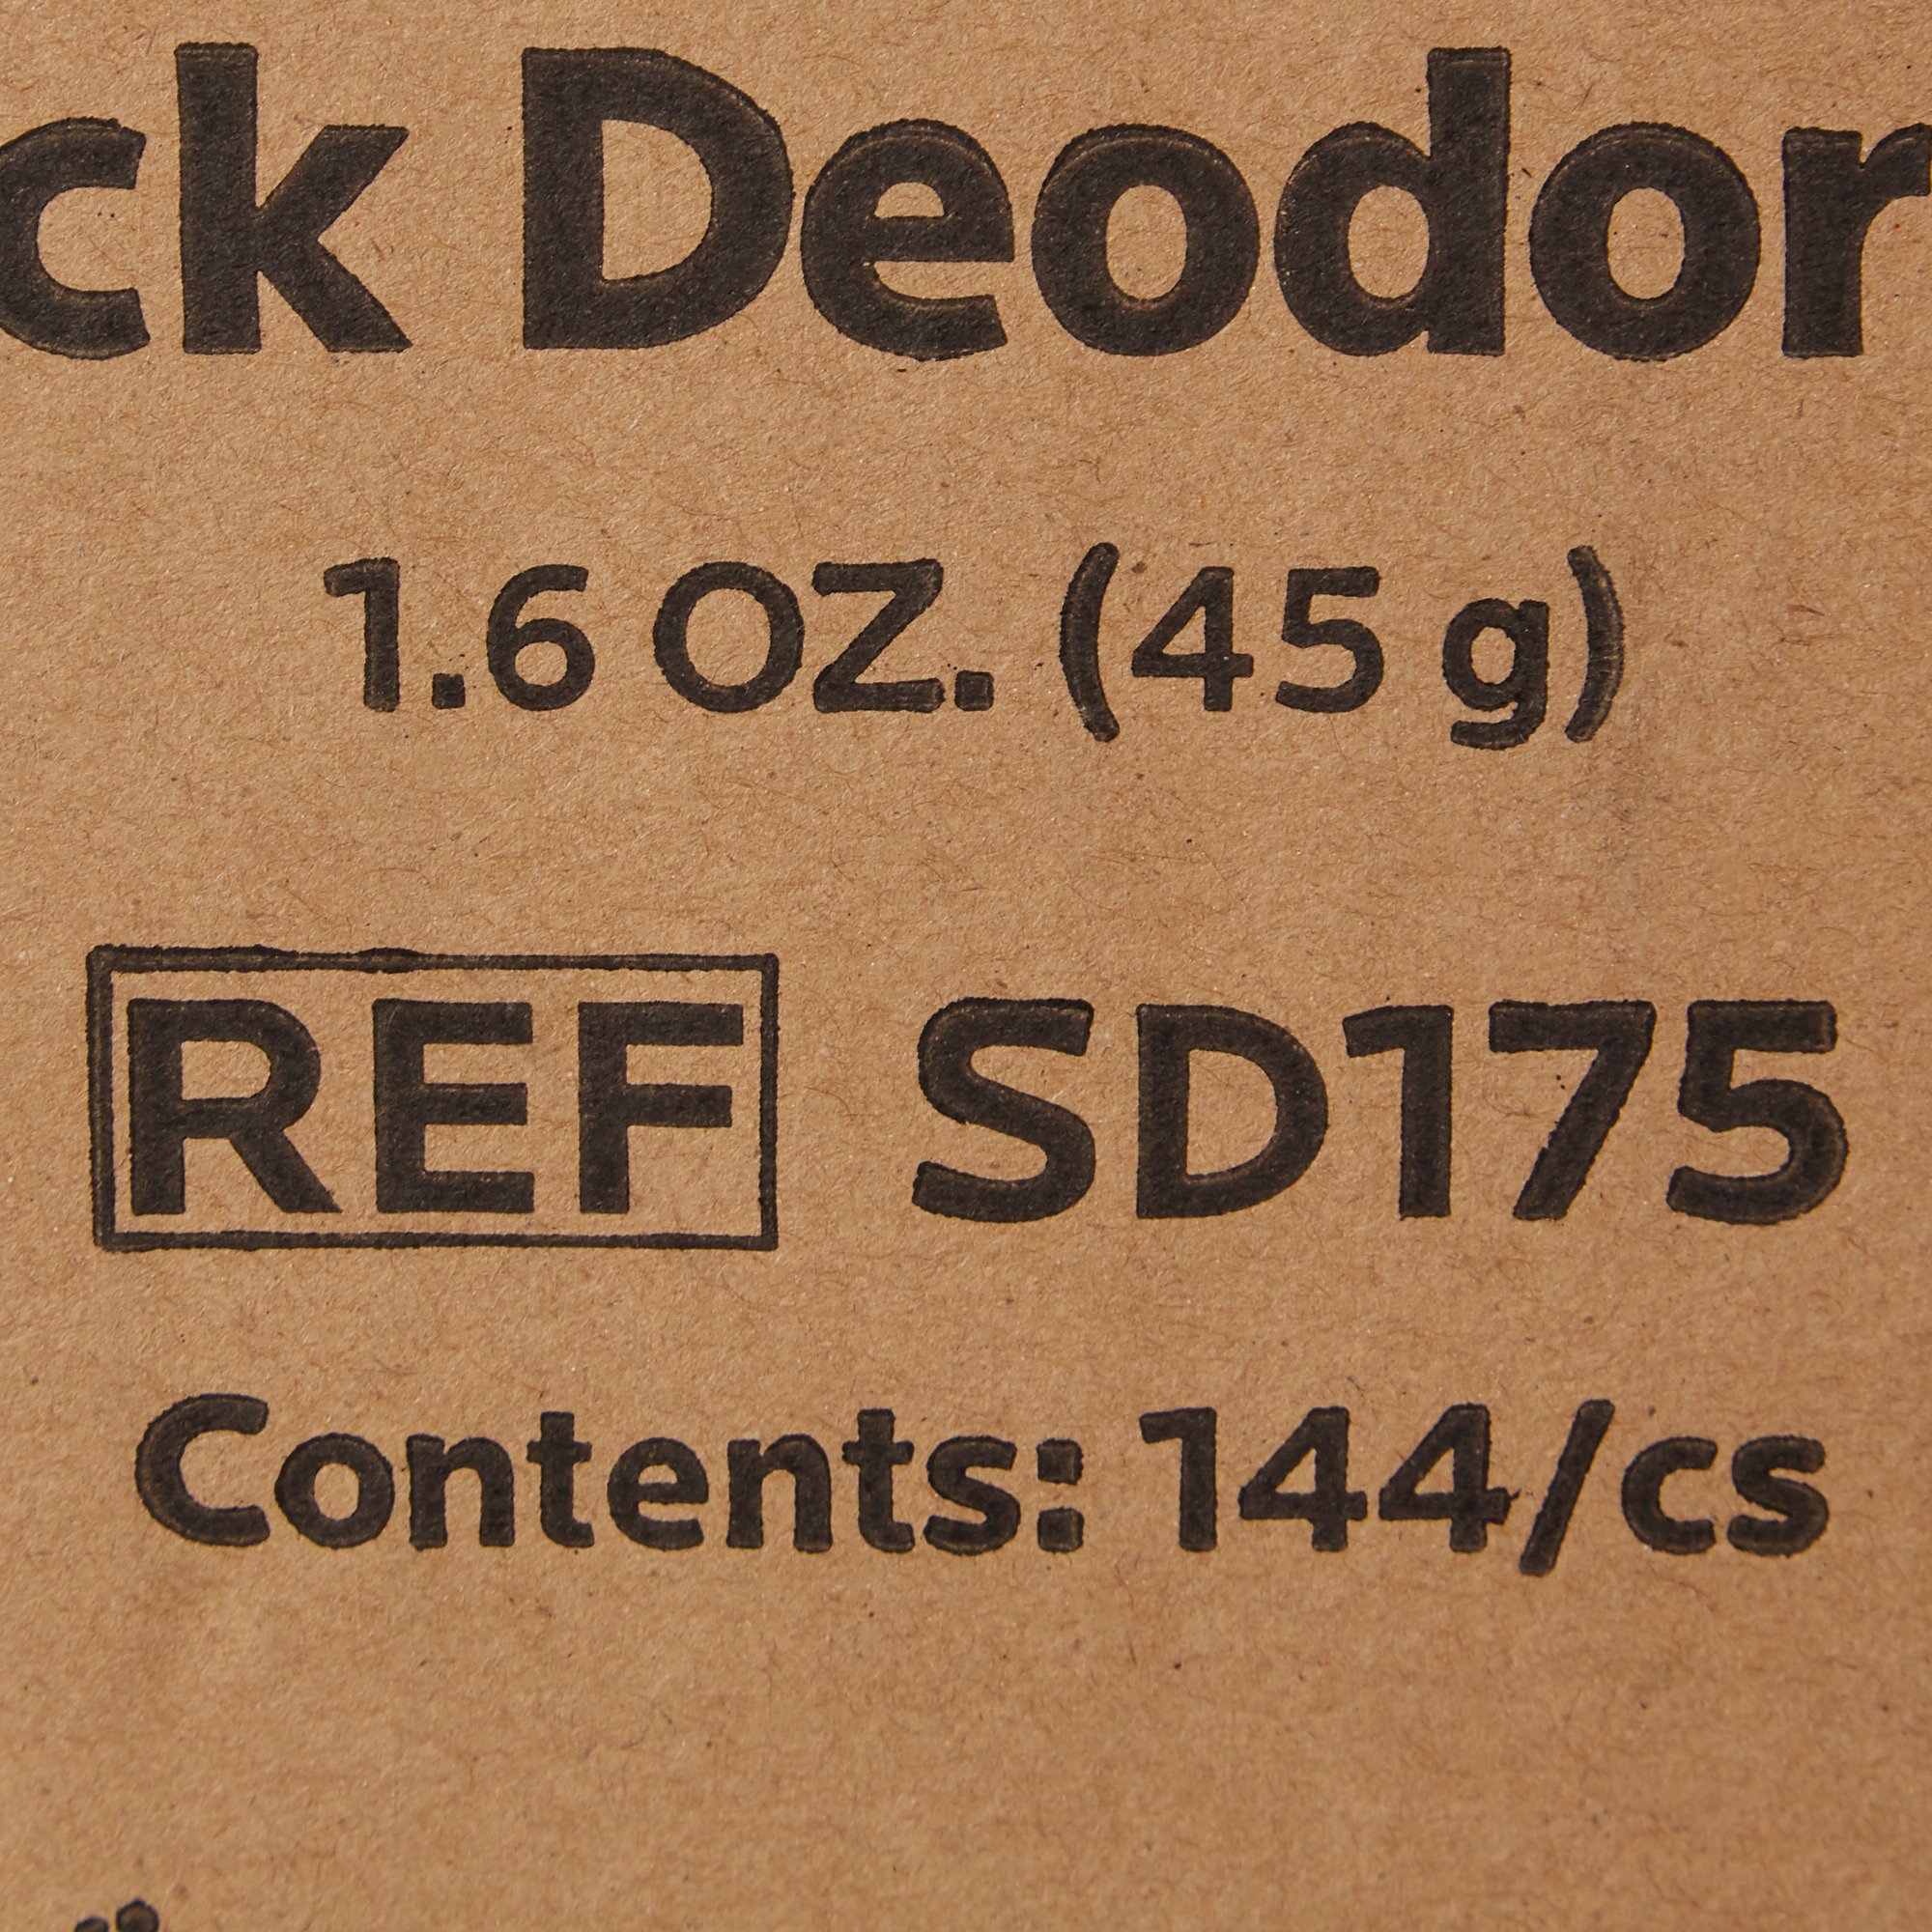 ck Deodor
1.6 OZ. (45 g)
REF SD175
Contents: 144/cs